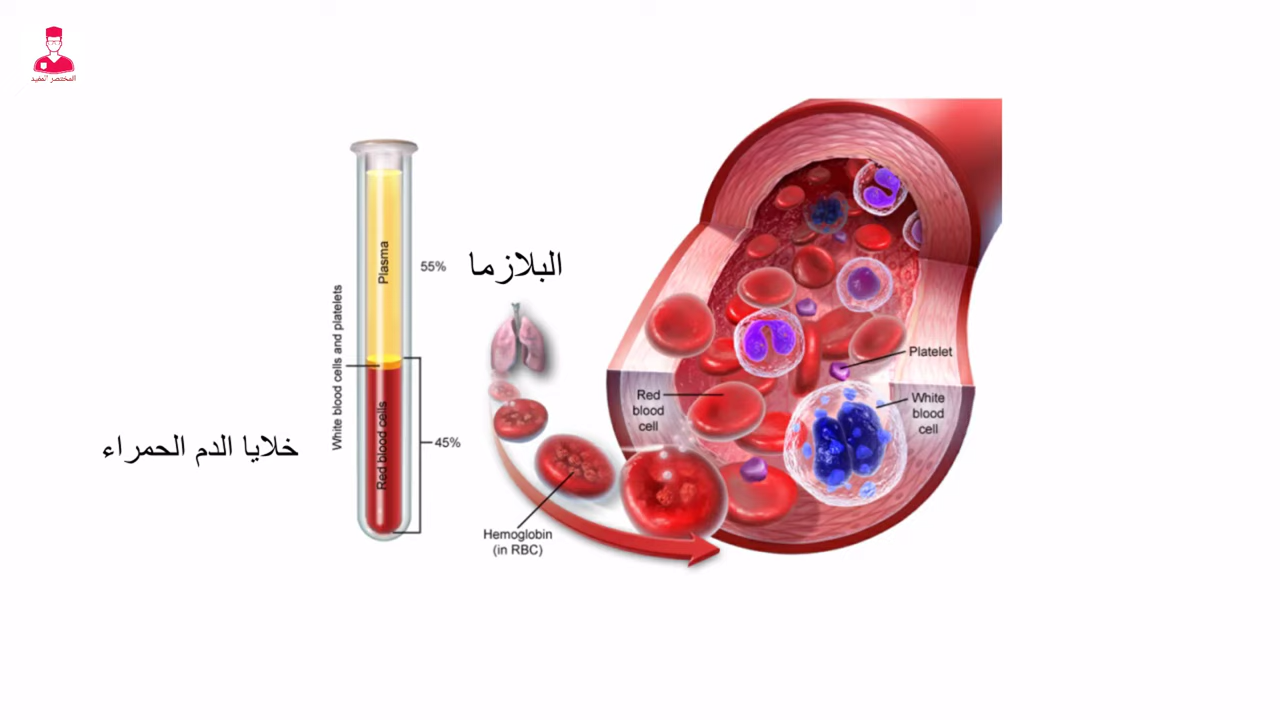 المختصر المفيد
Plasma
55%
البلازما
White blood cells and platelets
Red blood cells
45%
خلايا الدم الحمراء
Hemoglobin
(in RBC)
Red
blood
cell
Platelet
White
blood
cell